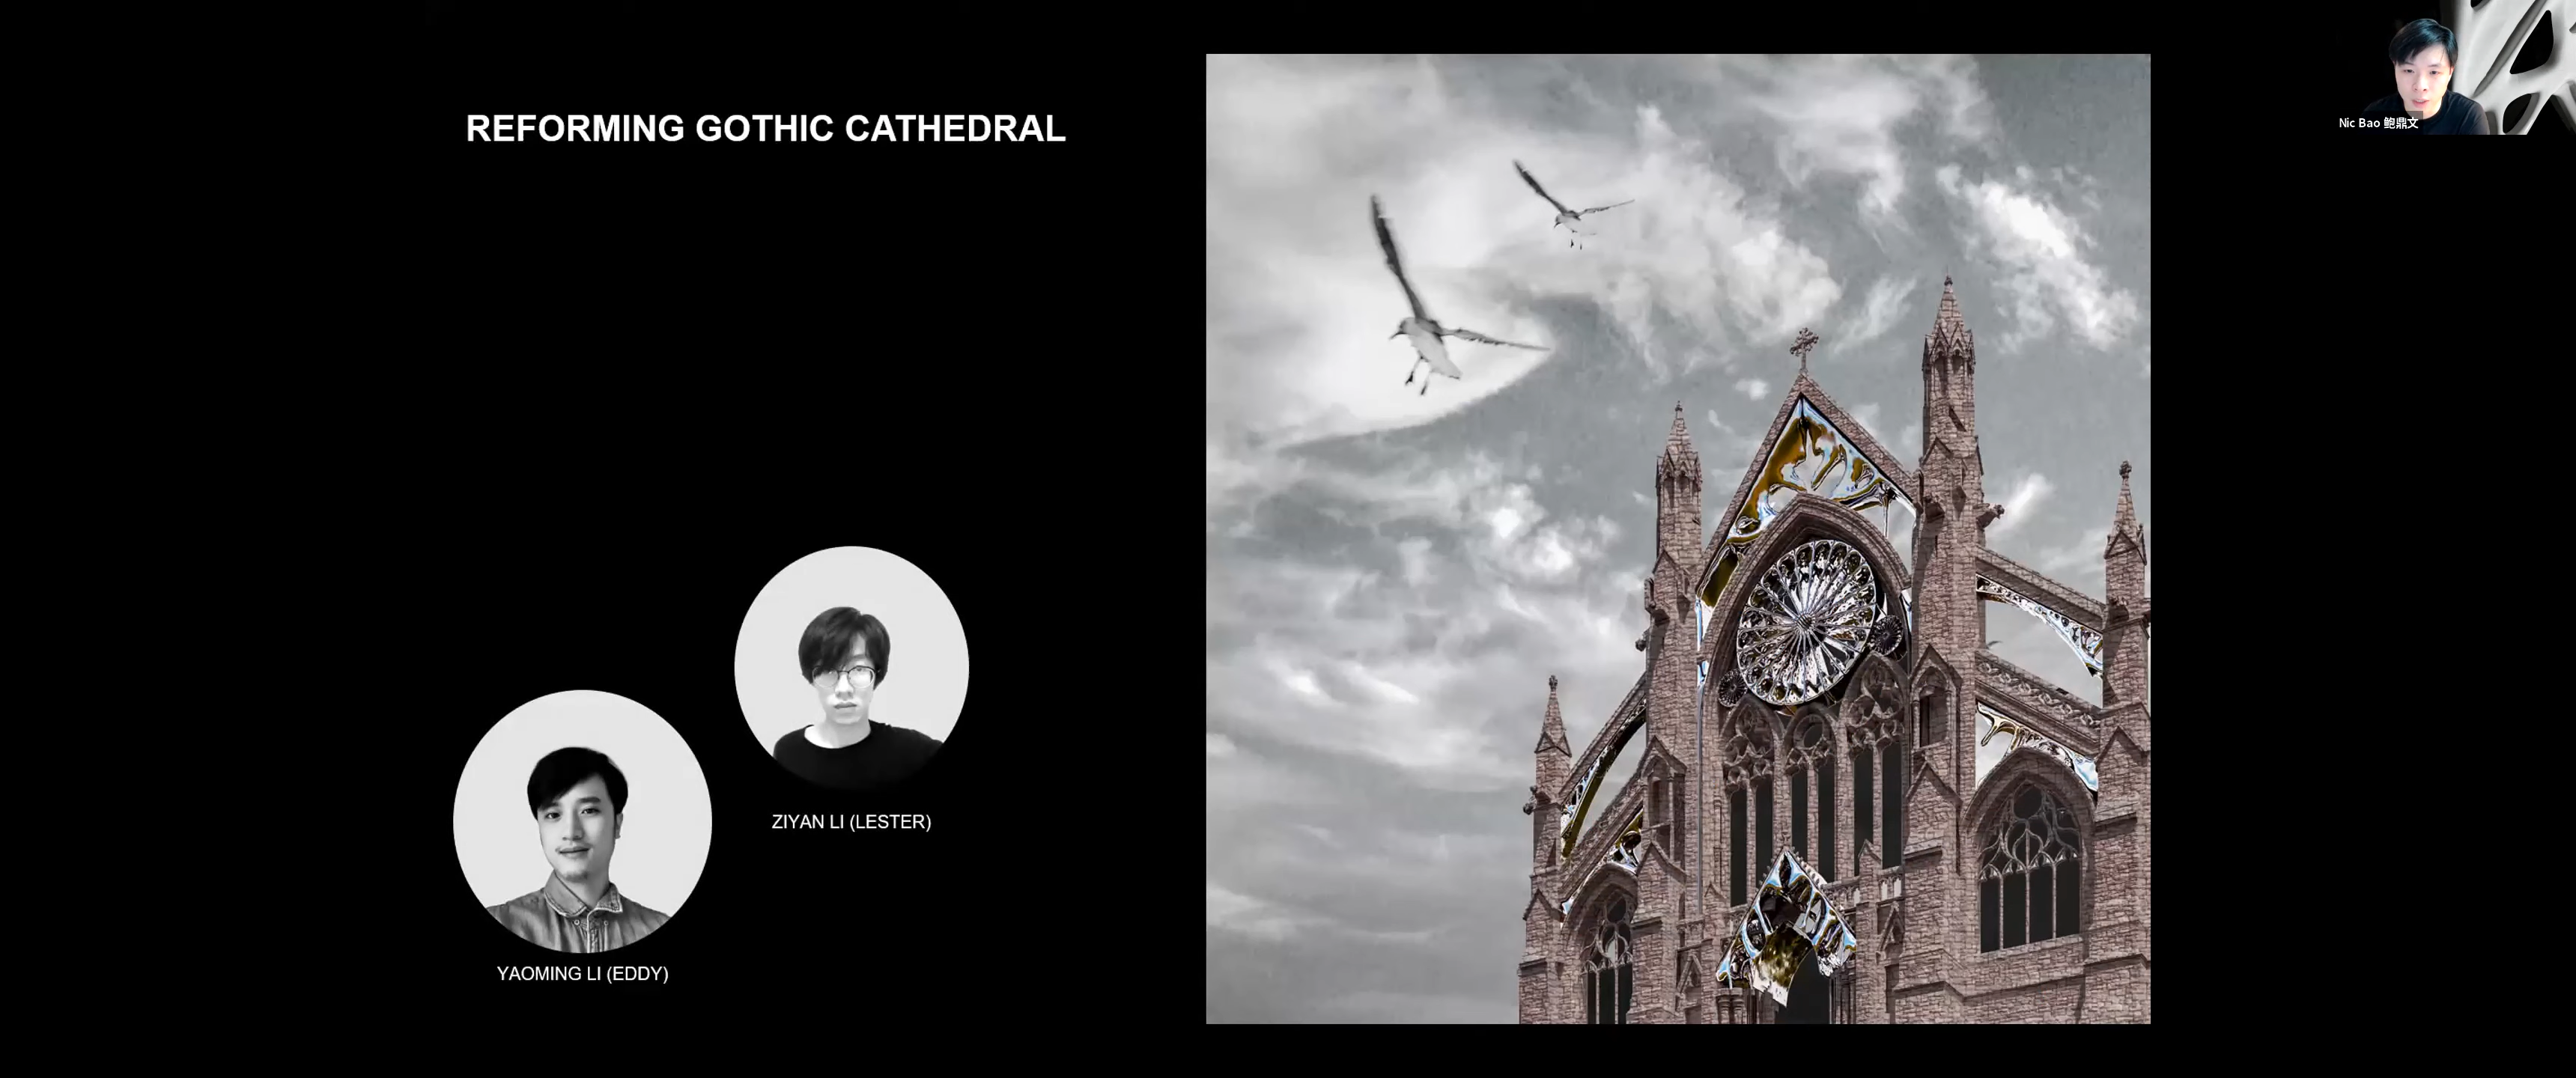 REFORMING GOTHIC CATHEDRAL
Nic Bao 鲍鼎文
ZIYAN LI (LESTER)
YAOMING LI (EDDY)